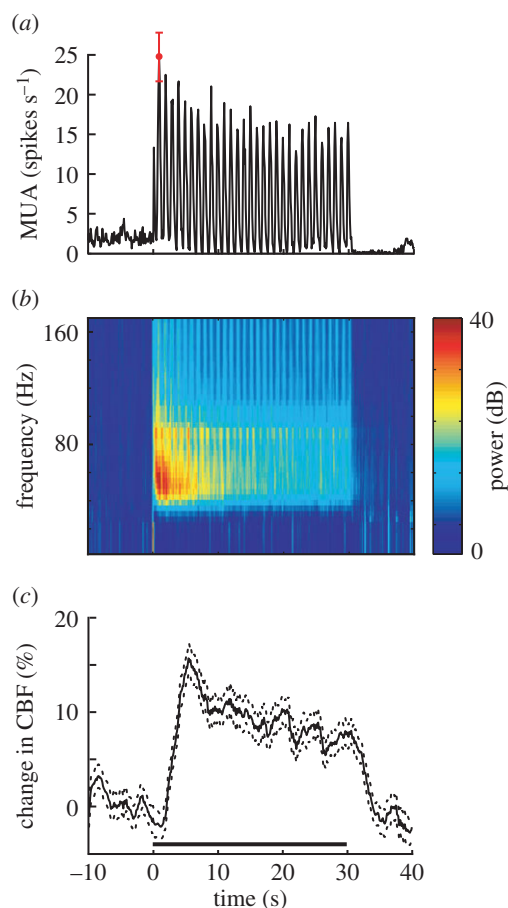 (a)
25
20
15
10
5
0
MUA (spikes s⁻¹)
(b)
160
80
frequency (Hz)
40
0
power (dB)
(c)
20
10
0
change in CBF (%)
–10 0 10 20 30 40
time (s)